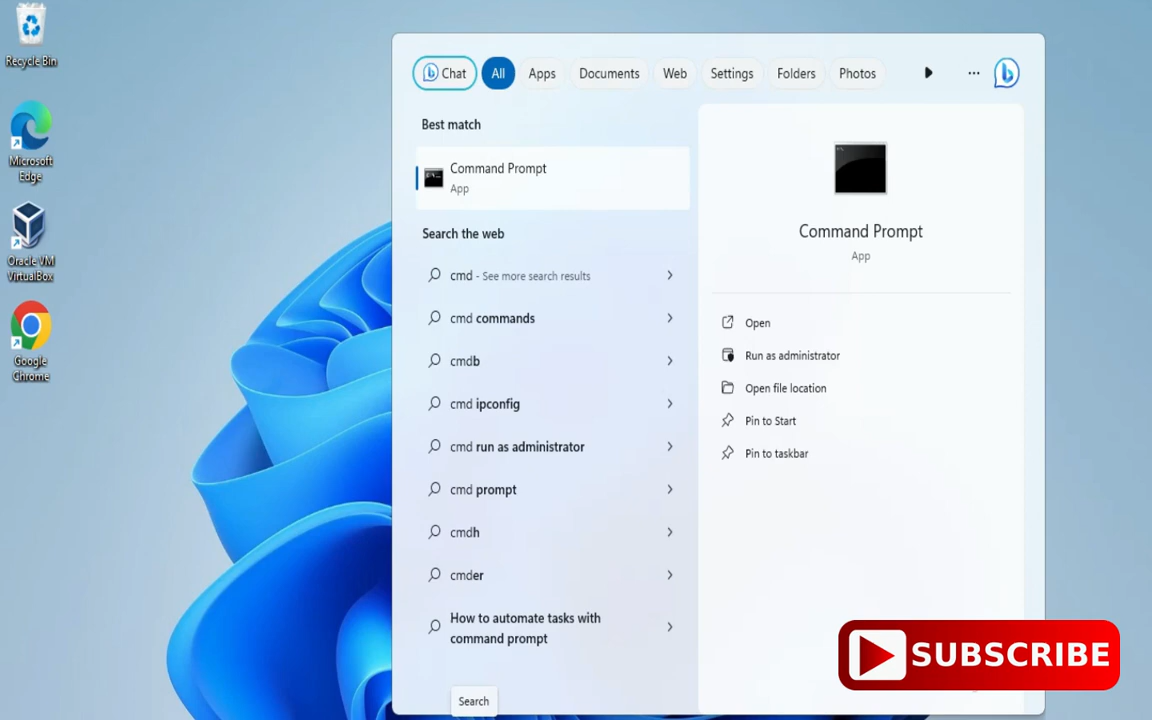 Recycle Bin
Microsoft
Edge
Oracle VM
VirtualBox
Google
Chrome
Chat
All
Apps
Documents
Web
Settings
Folders
Photos
...
Best match
Command Prompt
App
Search the web
cmd - See more search results
cmd commands
cmdb
cmd ipconfig
cmd run as administrator
cmd prompt
cmdh
cmder
How to automate tasks with
command prompt
Search
Command Prompt
App
Open
Run as administrator
Open file location
Pin to Start
Pin to taskbar
SUBSCRIBE